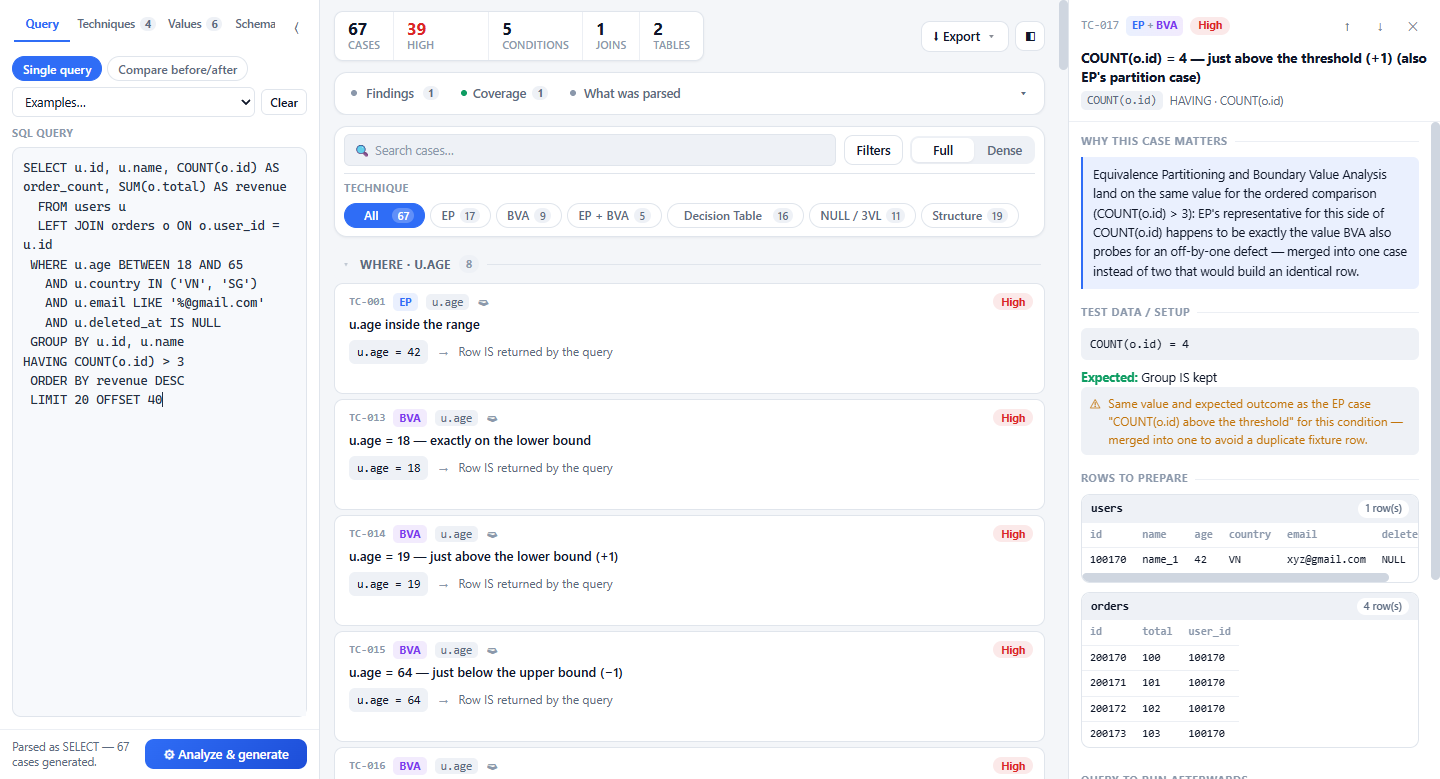 Query Techniques 4 Values 6 Schema
Single query Compare before/after
Examples... Clear
SQL QUERY
SELECT u.id, u.name, COUNT(o.id) AS
order_count, SUM(o.total) AS revenue
FROM users u
LEFT JOIN orders o ON o.user_id =
u.id
WHERE u.age BETWEEN 18 AND 65
AND u.country IN ('VN', 'SG')
AND u.email LIKE '%@gmail.com'
AND u.deleted_at IS NULL
GROUP BY u.id, u.name
HAVING COUNT(o.id) > 3
ORDER BY revenue DESC
LIMIT 20 OFFSET 40
Parsed as SELECT — 67
cases generated.
⚙ Analyze & generate
67 39 5 1 2
CASES HIGH CONDITIONS JOINS TABLES
⬇ Export
Findings 1 Coverage 1 What was parsed
Search cases... Filters Full Dense
TECHNIQUE
All 67 EP 17 BVA 9 EP + BVA 5 Decision Table 16 NULL / 3VL 11 Structure 19
WHERE · U.AGE 8
TC-001 EP u.age High
u.age inside the range
u.age = 42 → Row IS returned by the query
TC-013 BVA u.age High
u.age = 18 — exactly on the lower bound
u.age = 18 → Row IS returned by the query
TC-014 BVA u.age High
u.age = 19 — just above the lower bound (+1)
u.age = 19 → Row IS returned by the query
TC-015 BVA u.age High
u.age = 64 — just below the upper bound (−1)
u.age = 64 → Row IS returned by the query
TC-016 BVA u.age High
TC-017 EP + BVA High ↑ ↓ ✕
COUNT(o.id) = 4 — just above the threshold (+1) (also
EP's partition case)
COUNT(o.id) HAVING · COUNT(o.id)
WHY THIS CASE MATTERS
Equivalence Partitioning and Boundary Value Analysis
land on the same value for the ordered comparison
(COUNT(o.id) > 3): EP's representative for this side of
COUNT(o.id) happens to be exactly the value BVA also
probes for an off-by-one defect — merged into one case
instead of two that would build an identical row.
TEST DATA / SETUP
COUNT(o.id) = 4
Expected: Group IS kept
⚠ Same value and expected outcome as the EP case
"COUNT(o.id) above the threshold" for this condition —
merged into one to avoid a duplicate fixture row.
ROWS TO PREPARE
users 1 row(s)
id name age country email delete
100170 name_1 42 VN xyz@gmail.com NULL
orders 4 row(s)
id total user_id
200170 100 100170
200171 101 100170
200172 102 100170
200173 103 100170
QUERY TO RUN AFTERWARDS